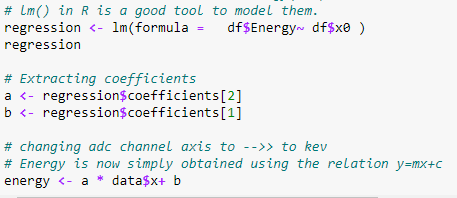 # lm() in R is a good tool to model them.
regression <- lm(formula =   df$Energy~ df$x0 )
regression
# Extracting coefficients
a <- regression$coefficients[2]
b <- regression$coefficients[1]
# changing adc channel axis to -->> to kev
# Energy is now simply obtained using the relation y=mx+c
energy <- a * data$x+ b